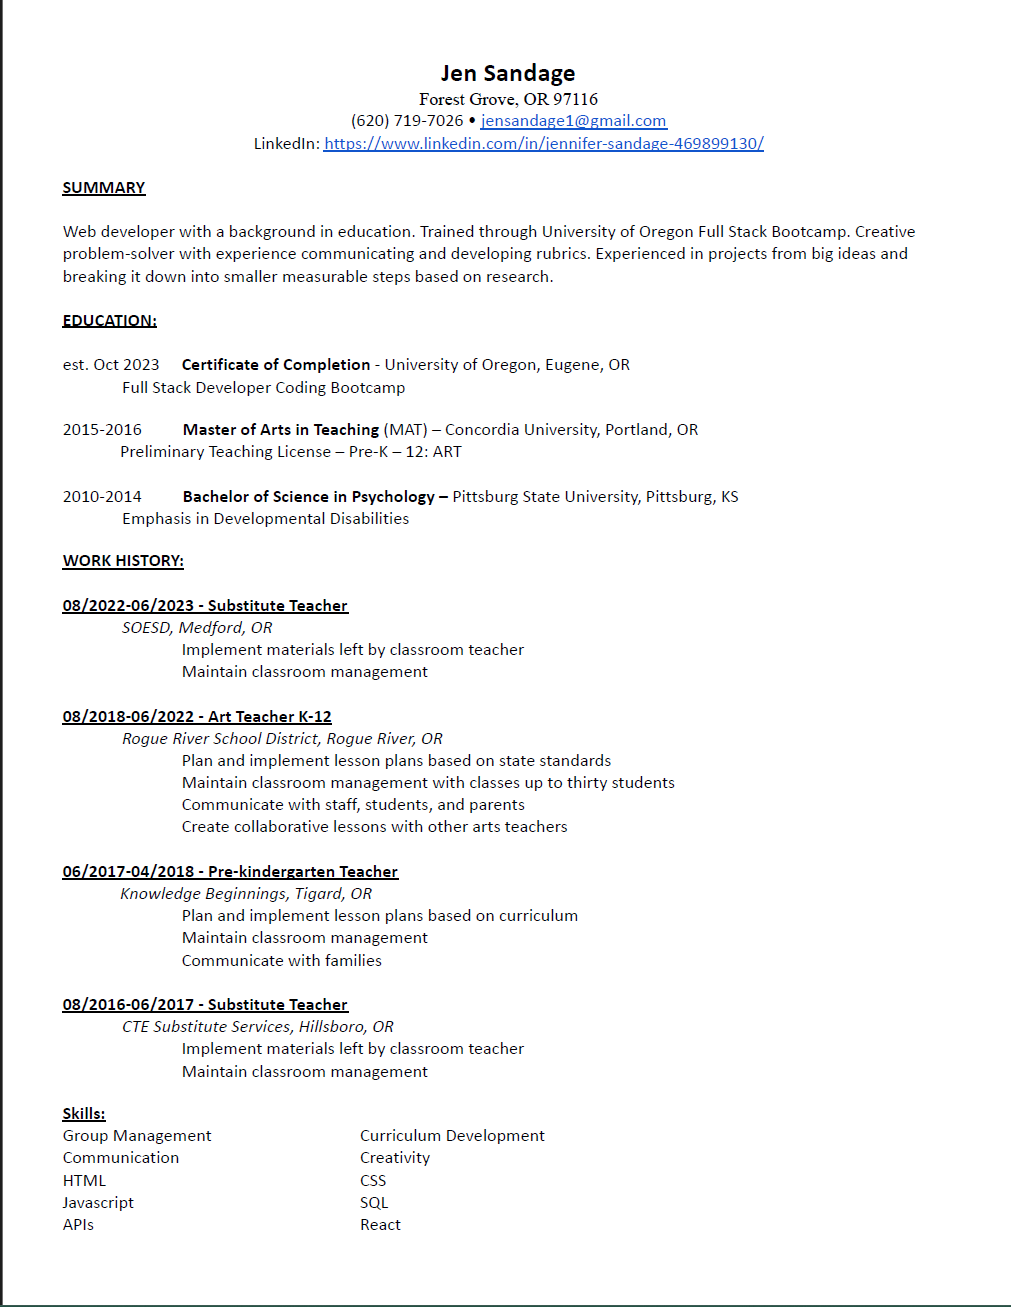 Jen Sandage
Forest Grove, OR 97116
(620) 719-7026 • jensandage1@gmail.com
LinkedIn: https://www.linkedin.com/in/jennifer-sandage-469899130/
SUMMARY
Web developer with a background in education. Trained through University of Oregon Full Stack Bootcamp. Creative
problem-solver with experience communicating and developing rubrics. Experienced in projects from big ideas and
breaking it down into smaller measurable steps based on research.
EDUCATION:
est. Oct 2023 Certificate of Completion - University of Oregon, Eugene, OR
Full Stack Developer Coding Bootcamp
2015-2016 Master of Arts in Teaching (MAT) – Concordia University, Portland, OR
Preliminary Teaching License – Pre-K – 12: ART
2010-2014 Bachelor of Science in Psychology – Pittsburg State University, Pittsburg, KS
Emphasis in Developmental Disabilities
WORK HISTORY:
08/2022-06/2023 - Substitute Teacher
SOESD, Medford, OR
Implement materials left by classroom teacher
Maintain classroom management
08/2018-06/2022 - Art Teacher K-12
Rogue River School District, Rogue River, OR
Plan and implement lesson plans based on state standards
Maintain classroom management with classes up to thirty students
Communicate with staff, students, and parents
Create collaborative lessons with other arts teachers
06/2017-04/2018 - Pre-kindergarten Teacher
Knowledge Beginnings, Tigard, OR
Plan and implement lesson plans based on curriculum
Maintain classroom management
Communicate with families
08/2016-06/2017 - Substitute Teacher
CTE Substitute Services, Hillsboro, OR
Implement materials left by classroom teacher
Maintain classroom management
Skills:
Group Management Curriculum Development
Communication Creativity
HTML CSS
Javascript SQL
APIs React